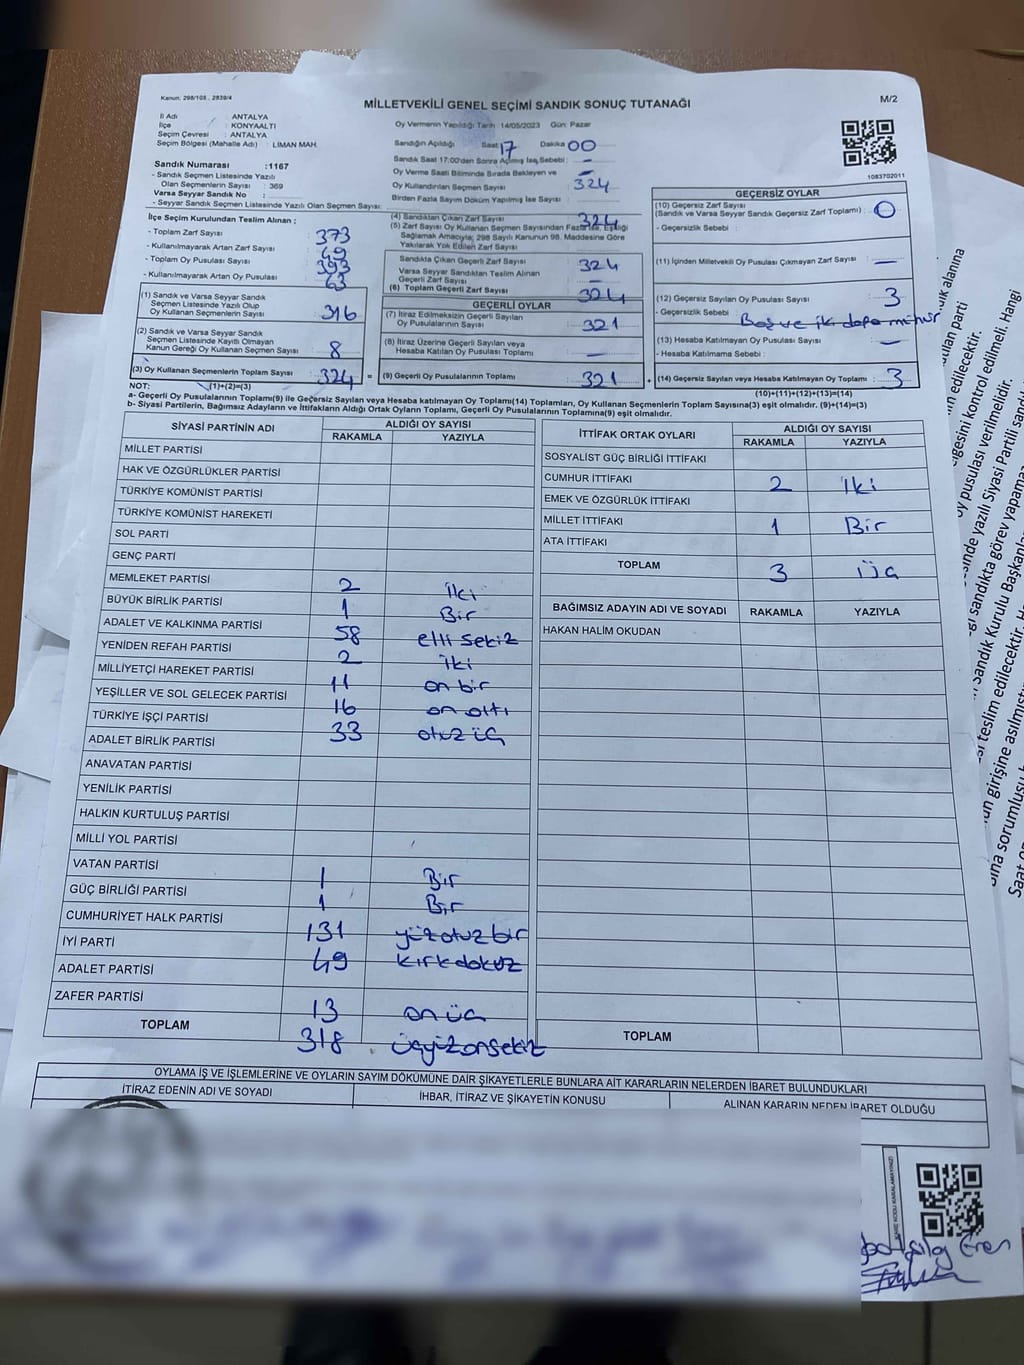 Kanun: 298/108, 2839/4
MİLLETVEKİLİ GENEL SEÇİMİ SANDIK SONUÇ TUTANAĞI
M/2
İl Adı : ANTALYA
İlçe : KONYAALTI
Seçim Çevresi : ANTALYA
Seçim Bölgesi (Mahalle Adı) : LİMAN MAH.
Sandık Numarası :1167
- Sandık Seçmen Listesinde Yazılı
Olan Seçmenlerin Sayısı : 369
Varsa Seyyar Sandık No :
- Seyyar Sandık Seçmen Listesinde Yazılı Olan Seçmen Sayısı:
Oy Vermenin Yapıldığı Tarih : 14/05/2023 Gün: Pazar
Sandığın Açıldığı Saat 17 Dakika 00
Sandık Saat 17:00'den Sonra Açılmış İse Sebebi : –
Oy Verme Saati Bitiminde Sırada Bekleyen ve
Oy Kullandırılan Seçmen Sayısı 324
Birden Fazla Sayım Döküm Yapılmış İse Sayısı :
1083702011
İlçe Seçim Kurulundan Teslim Alınan :
- Toplam Zarf Sayısı 373
- Kullanılmayarak Artan Zarf Sayısı 49
- Toplam Oy Pusulası Sayısı 393
- Kullanılmayarak Artan Oy Pusulası 63
(1) Sandık ve Varsa Seyyar Sandık
Seçmen Listesinde Yazılı Olup
Oy Kullanan Seçmenlerin Sayısı 316
(2) Sandık ve Varsa Seyyar Sandık
Seçmen Listesinde Kayıtlı Olmayan
Kanun Gereği Oy Kullanan Seçmen Sayısı 8
(3) Oy Kullanan Seçmenlerin Toplam Sayısı 324 =
(4) Sandıktan Çıkan Zarf Sayısı 324
(5) Zarf Sayısı Oy Kullanan Seçmen Sayısından Fazla ise, Eşitliği
Sağlamak Amacıyla; 298 Sayılı Kanunun 98. Maddesine Göre
Yakılarak Yok Edilen Zarf Sayısı –
Sandıkta Çıkan Geçerli Zarf Sayısı 324
Varsa Seyyar Sandıktan Teslim Alınan
Geçerli Zarf Sayısı –
(6) Toplam Geçerli Zarf Sayısı 324
GEÇERLİ OYLAR
(7) İtiraz Edilmeksizin Geçerli Sayılan
Oy Pusulalarının Sayısı 321
(8) İtiraz Üzerine Geçerli Sayılan veya
Hesaba Katılan Oy Pusulası Toplamı –
(9) Geçerli Oy Pusulalarının Toplamı 321 +
GEÇERSİZ OYLAR
(10) Geçersiz Zarf Sayısı
(Sandık ve Varsa Seyyar Sandık Geçersiz Zarf Toplamı) : 0
- Geçersizlik Sebebi :
(11) İçinden Milletvekili Oy Pusulası Çıkmayan Zarf Sayısı : –
(12) Geçersiz Sayılan Oy Pusulası Sayısı : 3
- Geçersizlik Sebebi : Boş ve iki defa mühür
(13) Hesaba Katılmayan Oy Pusulası Sayısı : –
- Hesaba Katılmama Sebebi :
(14) Geçersiz Sayılan veya Hesaba Katılmayan Oy Toplamı : 3
NOT: (1)+(2)=(3)
(10)+(11)+(12)+(13)=(14)
a- Geçerli Oy Pusulalarının Toplamı(9) ile Geçersiz Sayılan veya Hesaba Katılmayan Oy Toplamı(14) Toplamları, Oy Kullanan Seçmenlerin Toplam Sayısına(3) eşit olmalıdır. (9)+(14)=(3)
b- Siyasi Partilerin, Bağımsız Adayların ve İttifakların Aldığı Ortak Oyların Toplamı, Geçerli Oy Pusulalarının Toplamına(9) eşit olmalıdır.
SİYASİ PARTİNİN ADI ALDIĞI OY SAYISI
RAKAMLA YAZIYLA
MİLLET PARTİSİ
HAK VE ÖZGÜRLÜKLER PARTİSİ
TÜRKİYE KOMÜNİST PARTİSİ
TÜRKİYE KOMÜNİST HAREKETİ
SOL PARTİ
GENÇ PARTİ
MEMLEKET PARTİSİ 2 İki
BÜYÜK BİRLİK PARTİSİ 1 Bir
ADALET VE KALKINMA PARTİSİ 58 elli sekiz
YENİDEN REFAH PARTİSİ 2 iki
MİLLİYETÇİ HAREKET PARTİSİ 11 on bir
YEŞİLLER VE SOL GELECEK PARTİSİ 16 on altı
TÜRKİYE İŞÇİ PARTİSİ 33 otuz üç
ADALET BİRLİK PARTİSİ
ANAVATAN PARTİSİ
YENİLİK PARTİSİ
HALKIN KURTULUŞ PARTİSİ
MİLLİ YOL PARTİSİ
VATAN PARTİSİ 1 Bir
GÜÇ BİRLİĞİ PARTİSİ 1 Bir
CUMHURİYET HALK PARTİSİ 131 yüz otuz bir
İYİ PARTİ 49 kırk dokuz
ADALET PARTİSİ
ZAFER PARTİSİ 13 on üç
TOPLAM 318 üçyüzonsekiz
İTTİFAK ORTAK OYLARI ALDIĞI OY SAYISI
RAKAMLA YAZIYLA
SOSYALİST GÜÇ BİRLİĞİ İTTİFAKI
CUMHUR İTTİFAKI 2 İki
EMEK VE ÖZGÜRLÜK İTTİFAKI
MİLLET İTTİFAKI 1 Bir
ATA İTTİFAKI
TOPLAM 3 üç
BAĞIMSIZ ADAYIN ADI VE SOYADI RAKAMLA YAZIYLA
HAKAN HALİM OKUDAN
TOPLAM
OYLAMA İŞ VE İŞLEMLERİNE VE OYLARIN SAYIM DÖKÜMÜNE DAİR ŞİKAYETLERLE BUNLARA AİT KARARLARIN NELERDEN İBARET BULUNDUKLARI
İTİRAZ EDENİN ADI VE SOYADI İHBAR, İTİRAZ VE ŞİKAYETİN KONUSU ALINAN KARARIN NEDEN İBARET OLDUĞU